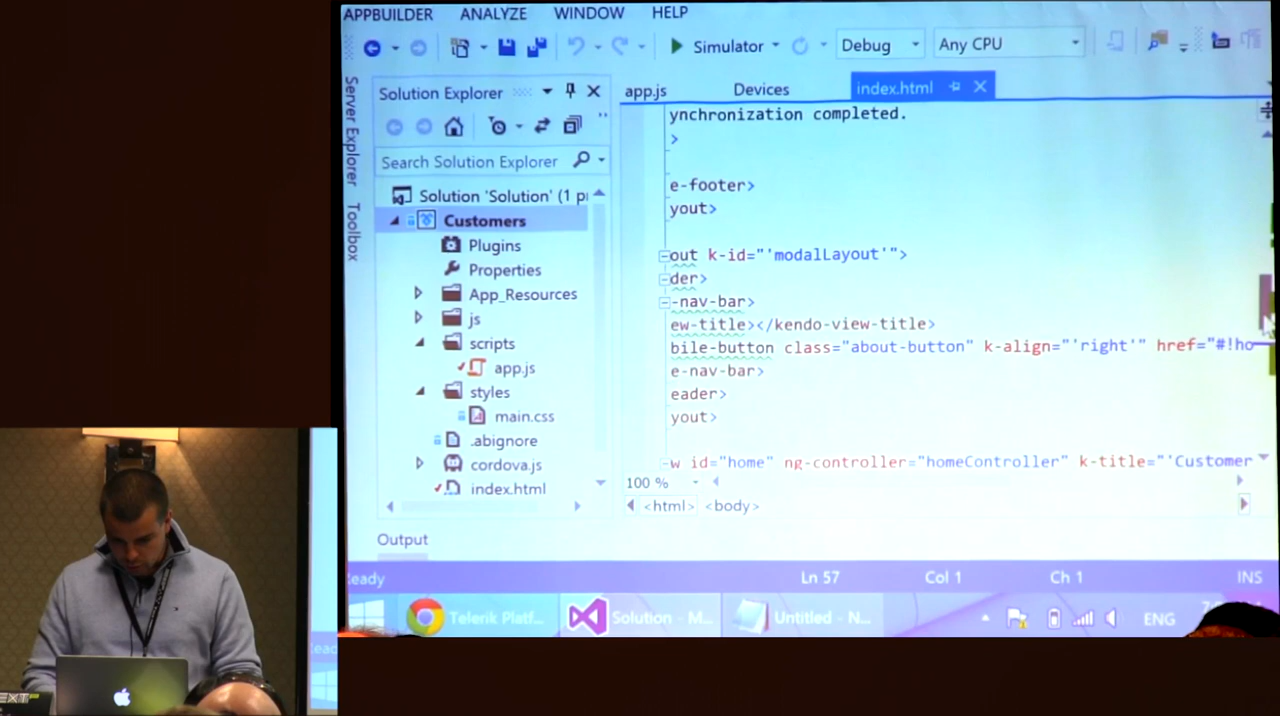 APPBUILDER ANALYZE WINDOW HELP
Simulator Debug Any CPU
Server Explorer
Toolbox
Solution Explorer
Search Solution Explorer
Solution 'Solution' (1 p
Customers
Plugins
Properties
App_Resources
js
scripts
app.js
styles
main.css
.abignore
cordova.js
index.html
app.js Devices index.html
ynchronization completed.
>
e-footer>
yout>
out k-id="'modalLayout'">
der>
-nav-bar>
ew-title></kendo-view-title>
bile-button class="about-button" k-align="'right'" href="#!ho
e-nav-bar>
eader>
yout>
w id="home" ng-controller="homeController" k-title="'Customer
100 %
<html> <body>
Output
eady Ln 57 Col 1 Ch 1 INS
Telerik Platf... Solution - M... Untitled - N... ENG
EXT